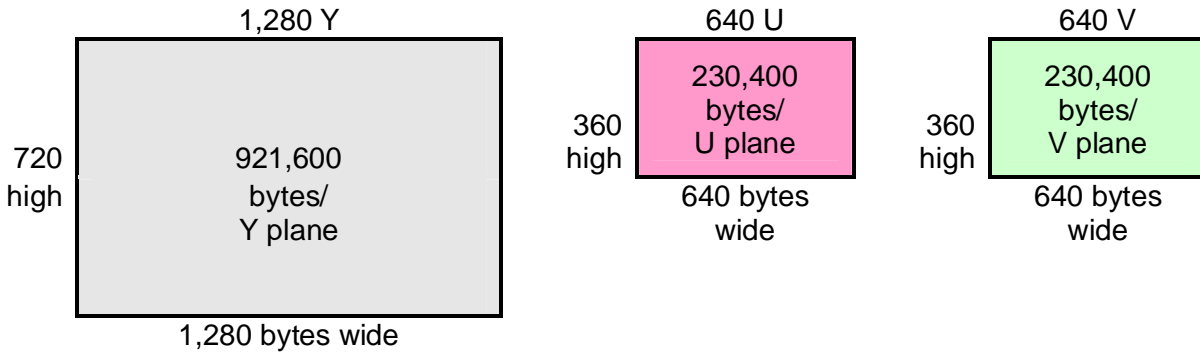 1,280 Y
720
high
921,600
bytes/
Y plane
1,280 bytes wide
640 U
360
high
230,400
bytes/
U plane
640 bytes
wide
640 V
360
high
230,400
bytes/
V plane
640 bytes
wide